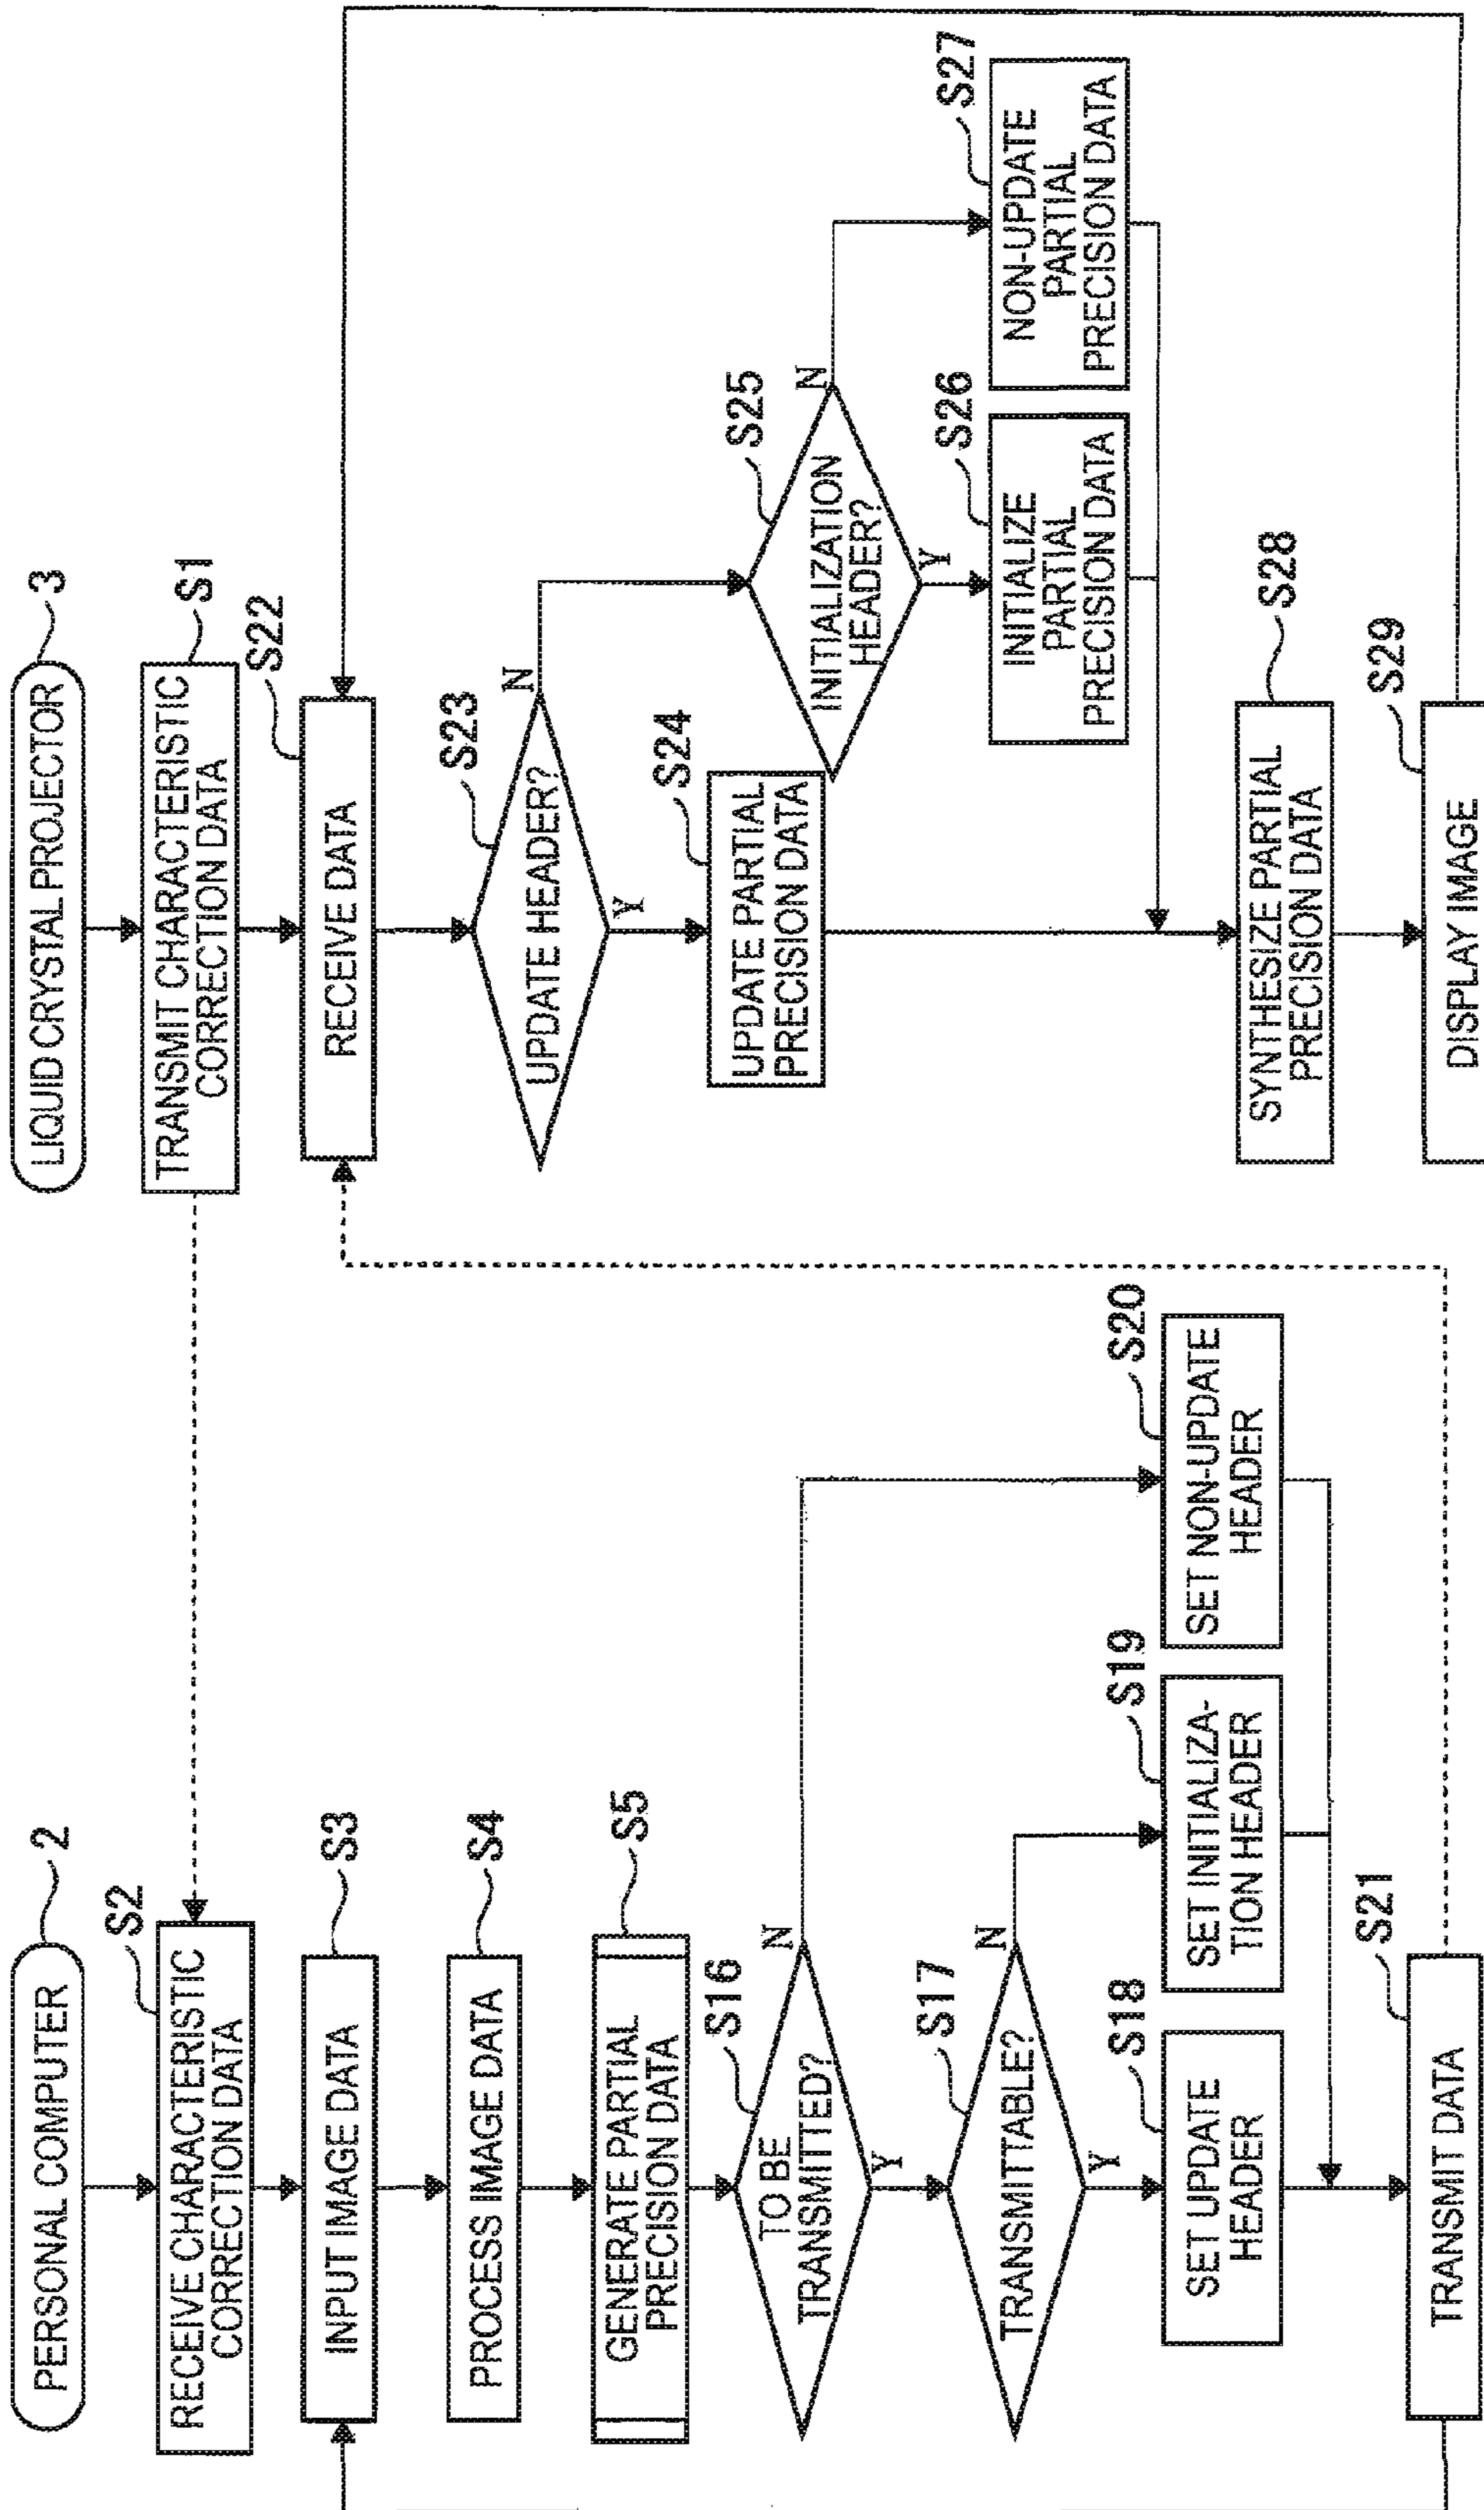 PERSONAL COMPUTER
2
RECEIVE CHARACTERISTIC
CORRECTION DATA
S2
INPUT IMAGE DATA
S3
PROCESS IMAGE DATA
S4
GENERATE PARTIAL
PRECISION DATA
S5
TO BE
TRANSMITTED?
S16
N
Y
TRANSMITTABLE?
S17
N
Y
SET UPDATE
HEADER
S18
SET INITIALIZA-
TION HEADER
S19
SET NON-UPDATE
HEADER
S20
TRANSMIT DATA
S21
LIQUID CRYSTAL PROJECTOR
3
TRANSMIT CHARACTERISTIC
CORRECTION DATA
S1
RECEIVE DATA
S22
UPDATE HEADER?
S23
N
Y
UPDATE PARTIAL
PRECISION DATA
S24
INITIALIZATION
HEADER?
S25
N
Y
INITIALIZE
PARTIAL
PRECISION DATA
S26
NON-UPDATE
PARTIAL
PRECISION DATA
S27
SYNTHESIZE PARTIAL
PRECISION DATA
S28
DISPLAY IMAGE
S29